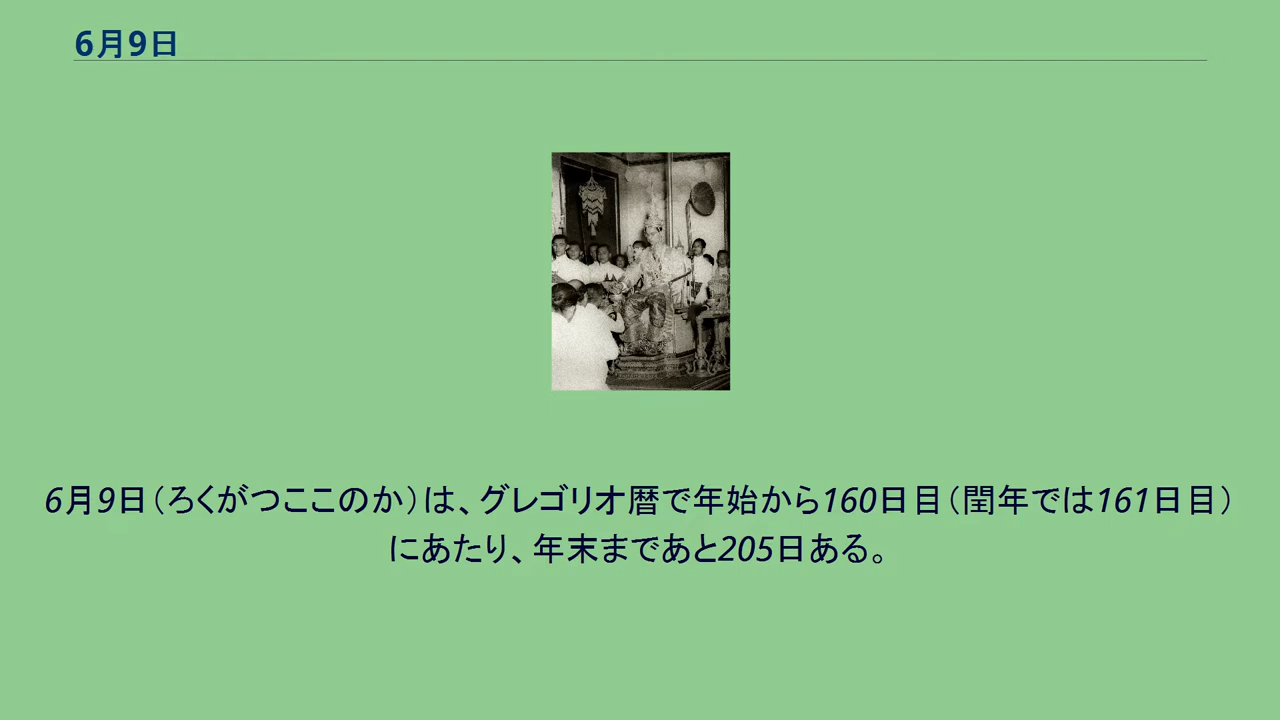 6月9日
6月9日（ろくがつここのか）は、グレゴリオ暦で年始から160日目（閏年では161日目）
にあたり、年末まであと205日ある。